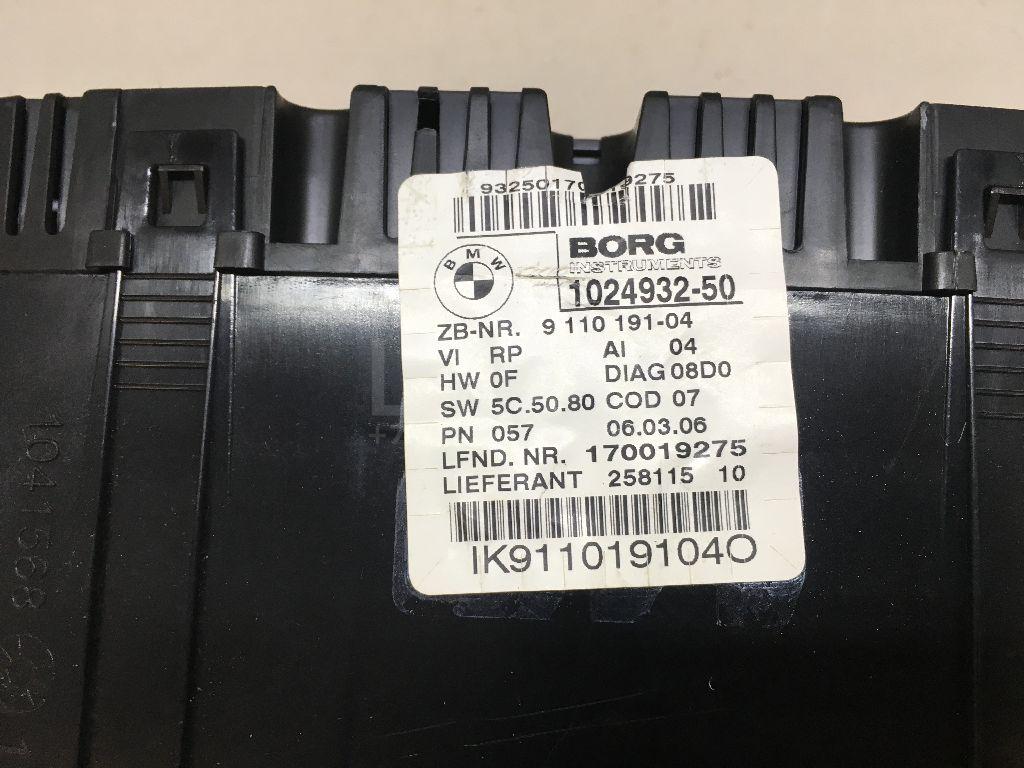 BMW
BORG
INSTRUMENTS
1024932-50
ZB-NR. 9 110 191-04
VI RP AI 04
HW 0F DIAG 08D0
SW 5C.50.80 COD 07
PN 057 06.03.06
LFND. NR. 170019275
LIEFERANT 258115 10
IK9110191040